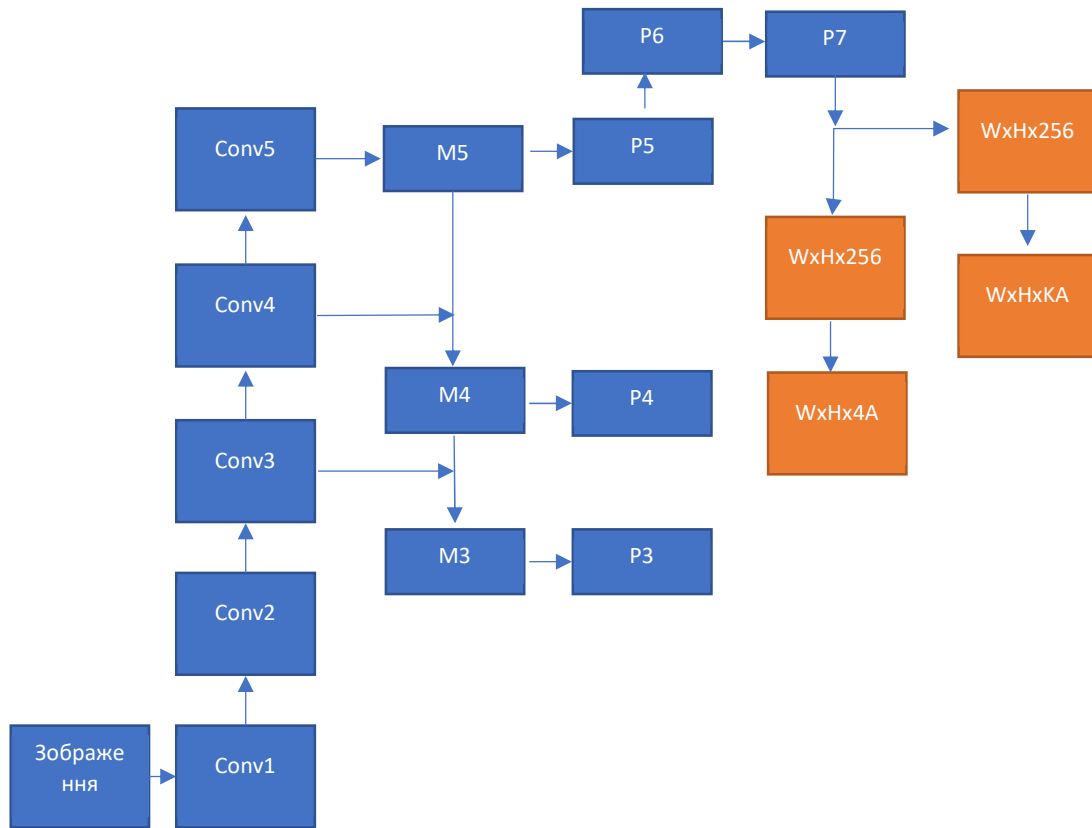 P6
P7
Conv5
M5
P5
WxHx256
WxHx256
Conv4
WxHxKA
M4
P4
WxHx4A
Conv3
M3
P3
Conv2
Зображе
ння
Conv1